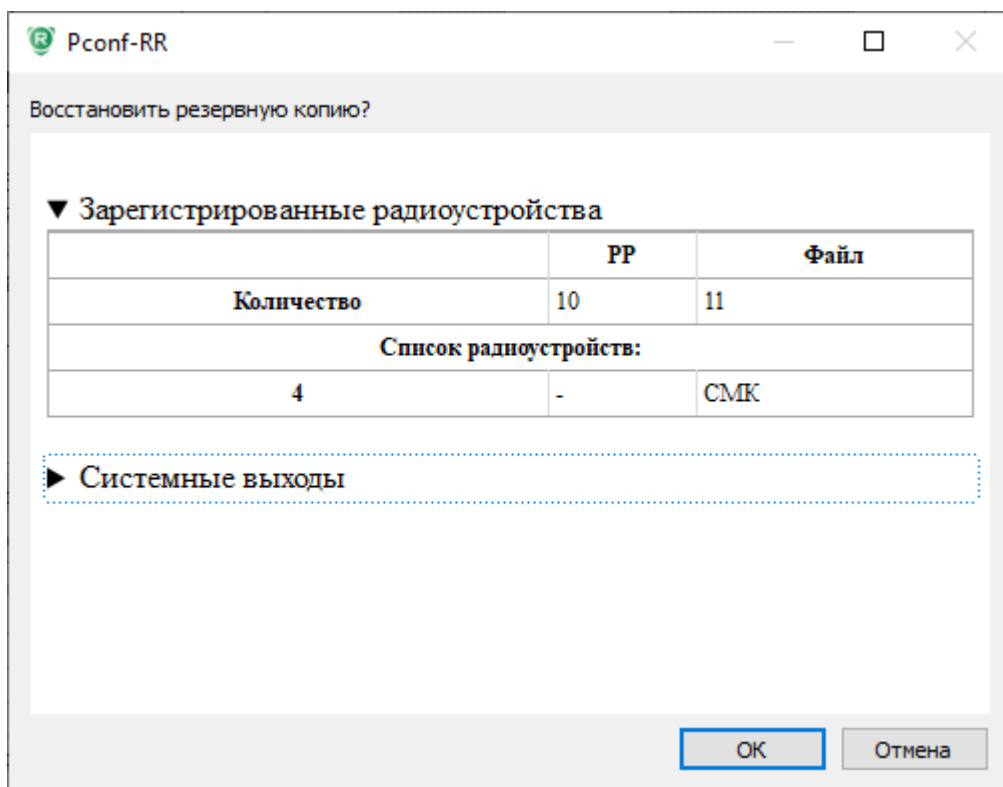 Pconf-RR
Восстановить резервную копию?
▼ Зарегистрированные радиоустройства
РР Файл
Количество 10 11
Список радиоустройств:
4 - СМК
▶ Системные выходы
ОК Отмена